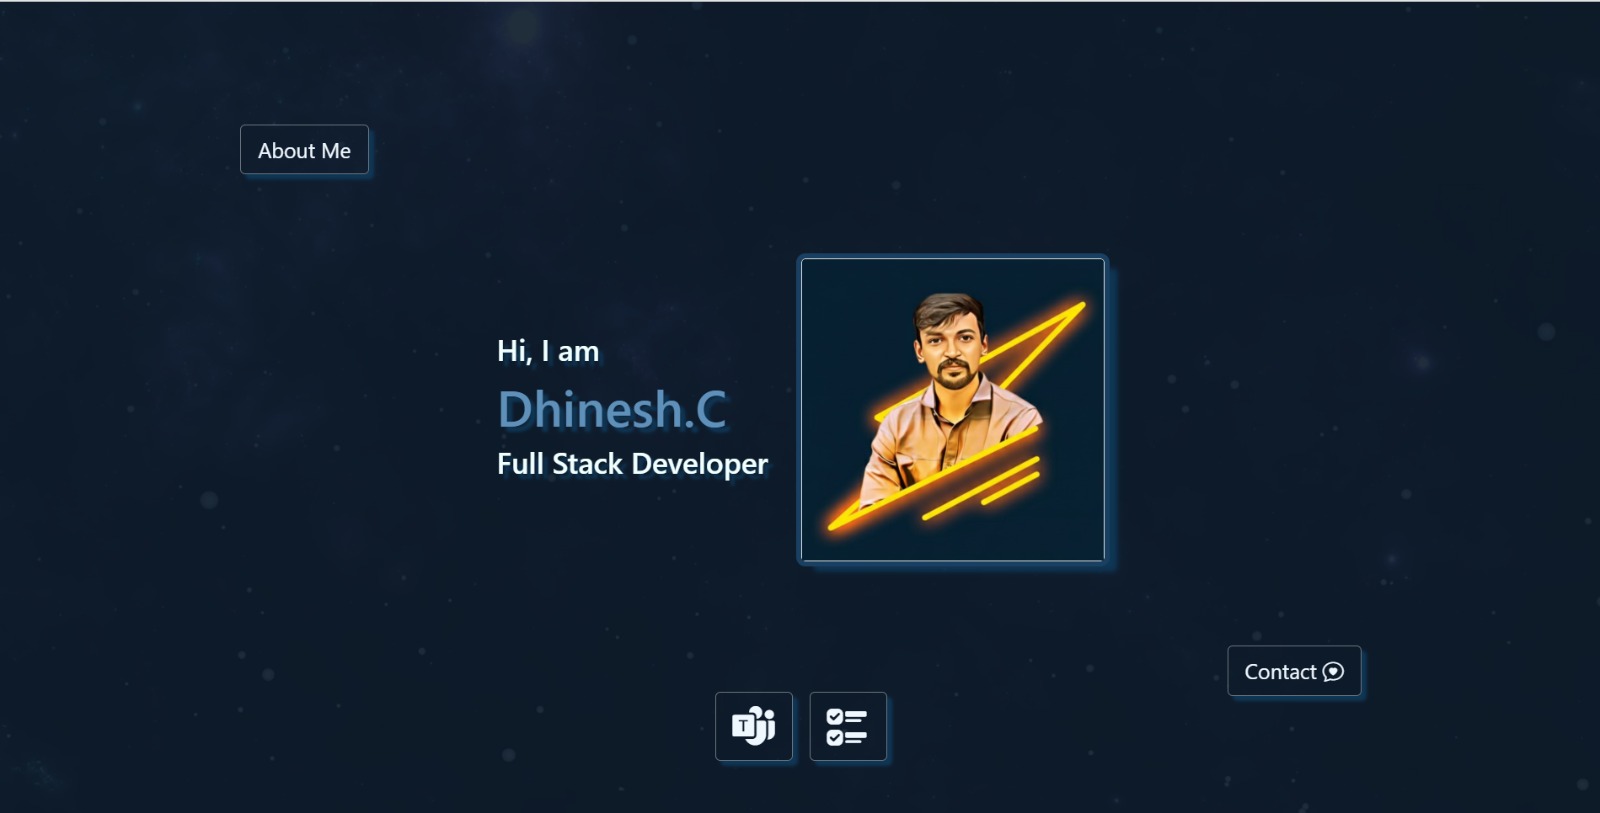 About Me
Hi, I am
Dhinesh.C
Full Stack Developer
Contact
T